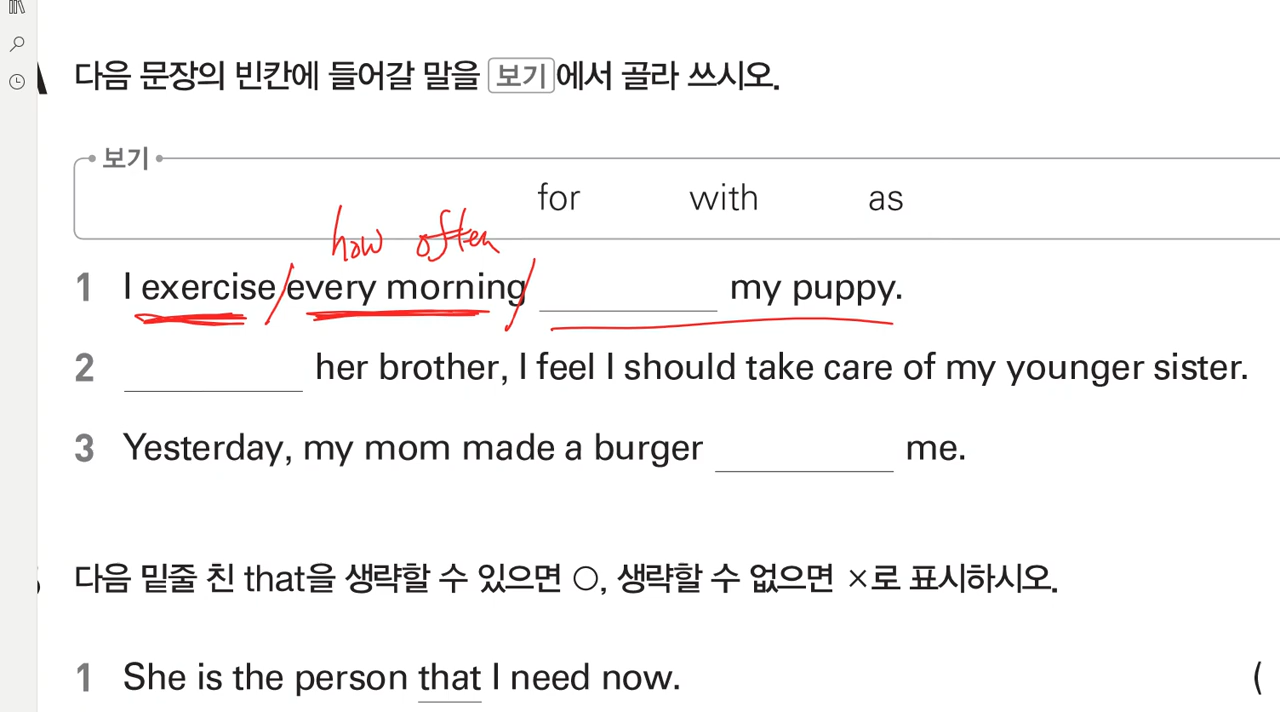 다음 문장의 빈칸에 들어갈 말을 보기 에서 골라 쓰시오.
보기
for with as
how often
1 I exercise/every morning/ __________ my puppy.
2 __________ her brother, I feel I should take care of my younger sister.
3 Yesterday, my mom made a burger __________ me.
다음 밑줄 친 that을 생략할 수 있으면 ○, 생략할 수 없으면 ×로 표시하시오.
1 She is the person that I need now. (